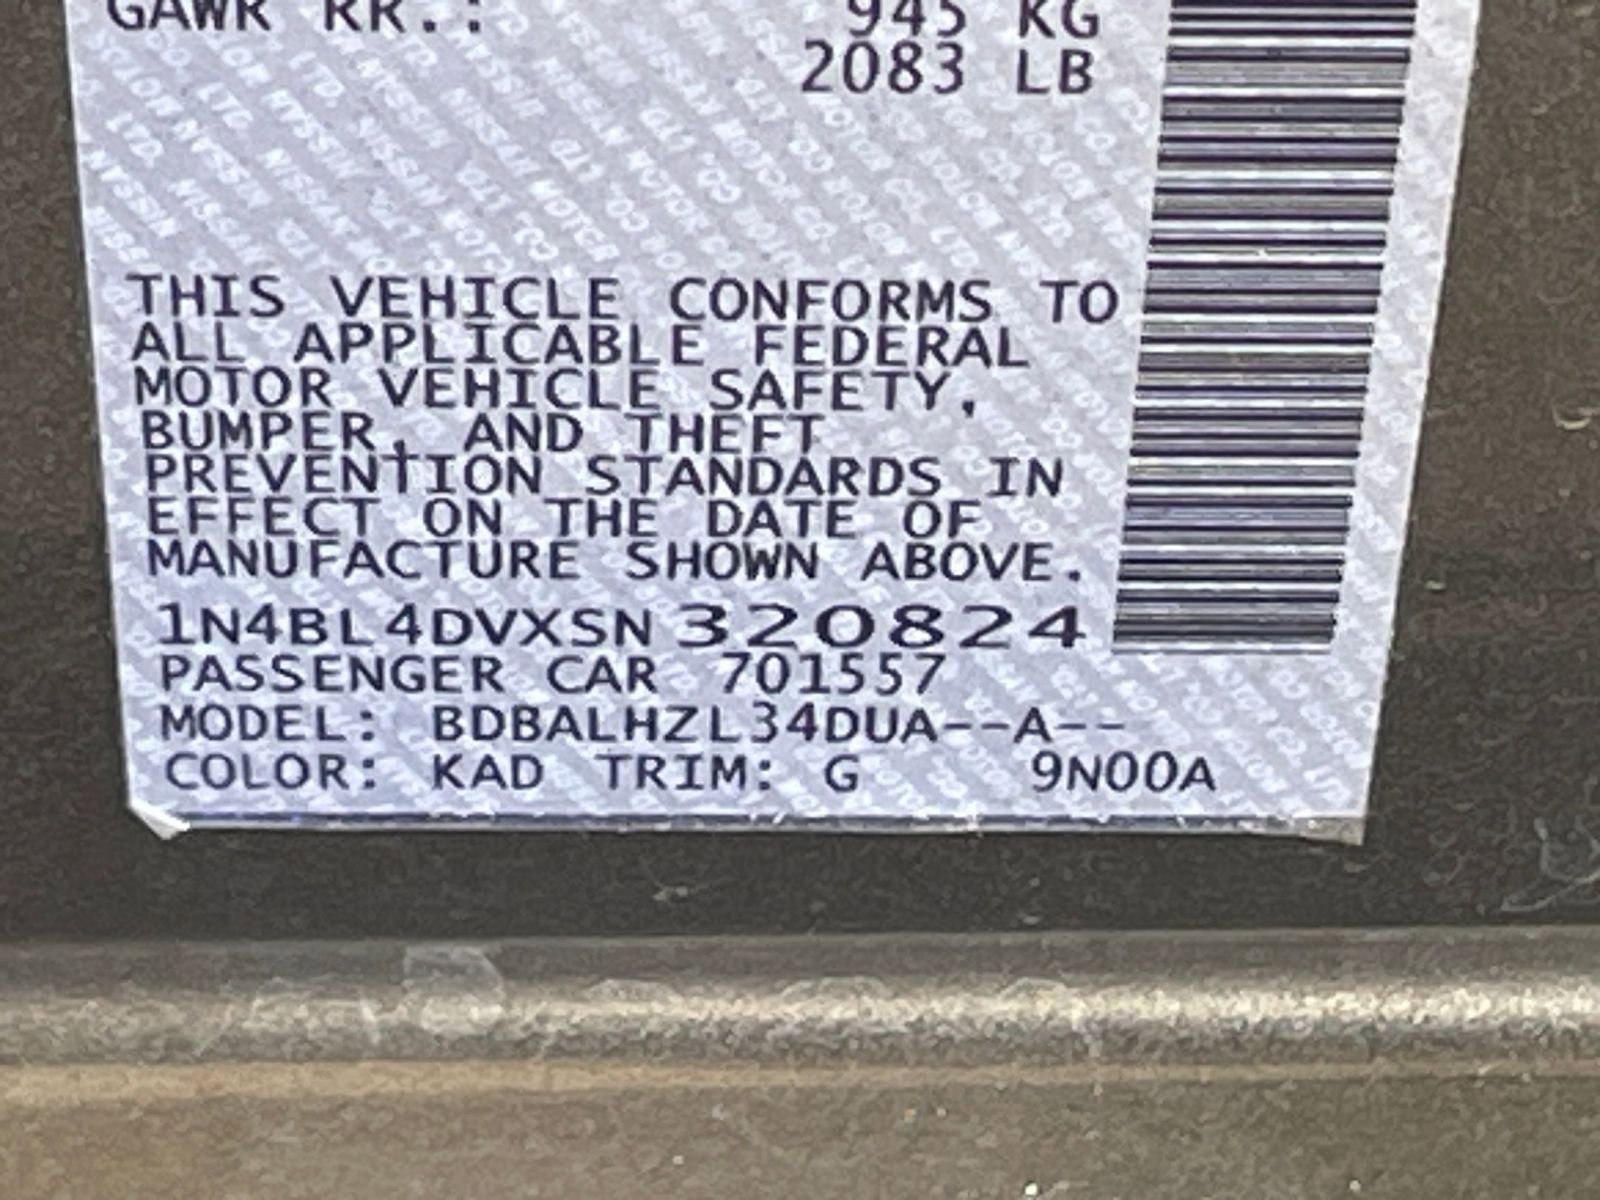 GAWR RR.: 945 KG
2083 LB
THIS VEHICLE CONFORMS TO
ALL APPLICABLE FEDERAL
MOTOR VEHICLE SAFETY,
BUMPER, AND THEFT
PREVENTION STANDARDS IN
EFFECT ON THE DATE OF
MANUFACTURE SHOWN ABOVE.
1N4BL4DVXSN320824
PASSENGER CAR 701557
MODEL: BDBALHZL34DUA--A--
COLOR: KAD TRIM: G 9N00A